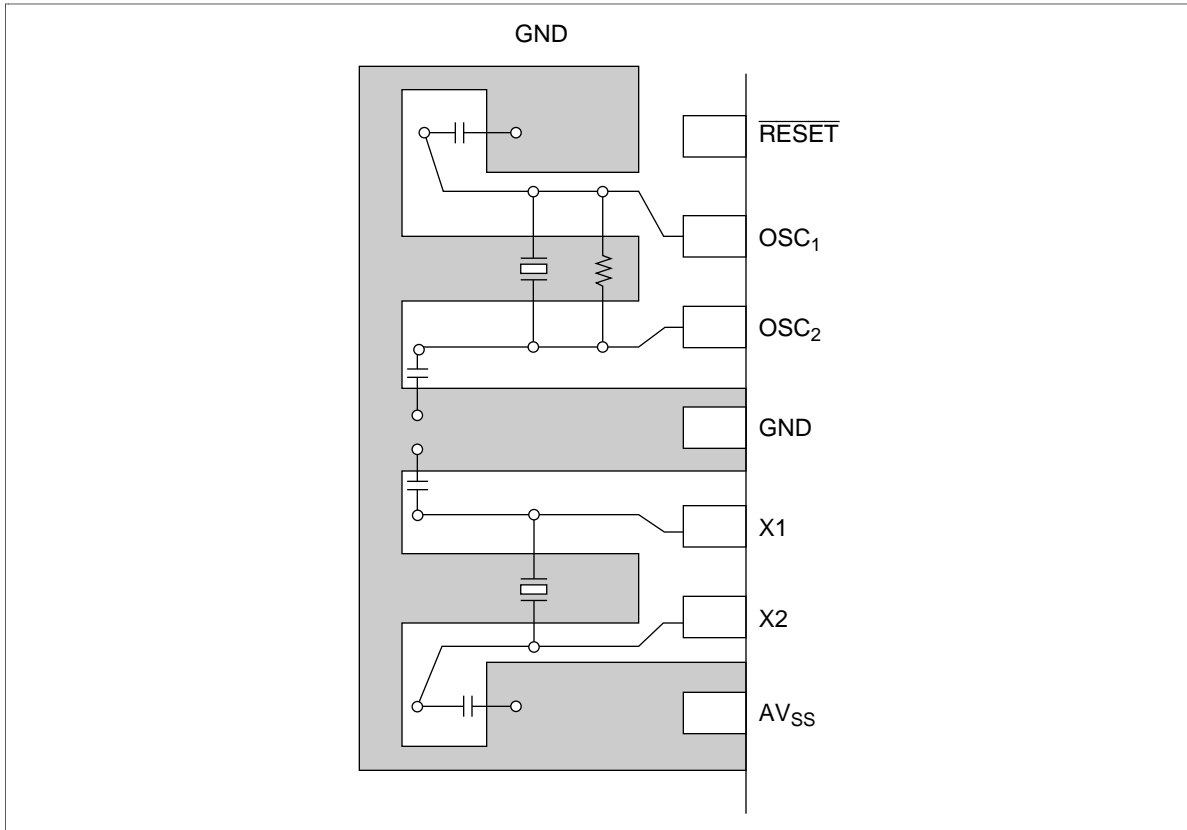 GND
RESET
OSC1
OSC2
GND
X1
X2
AVSS